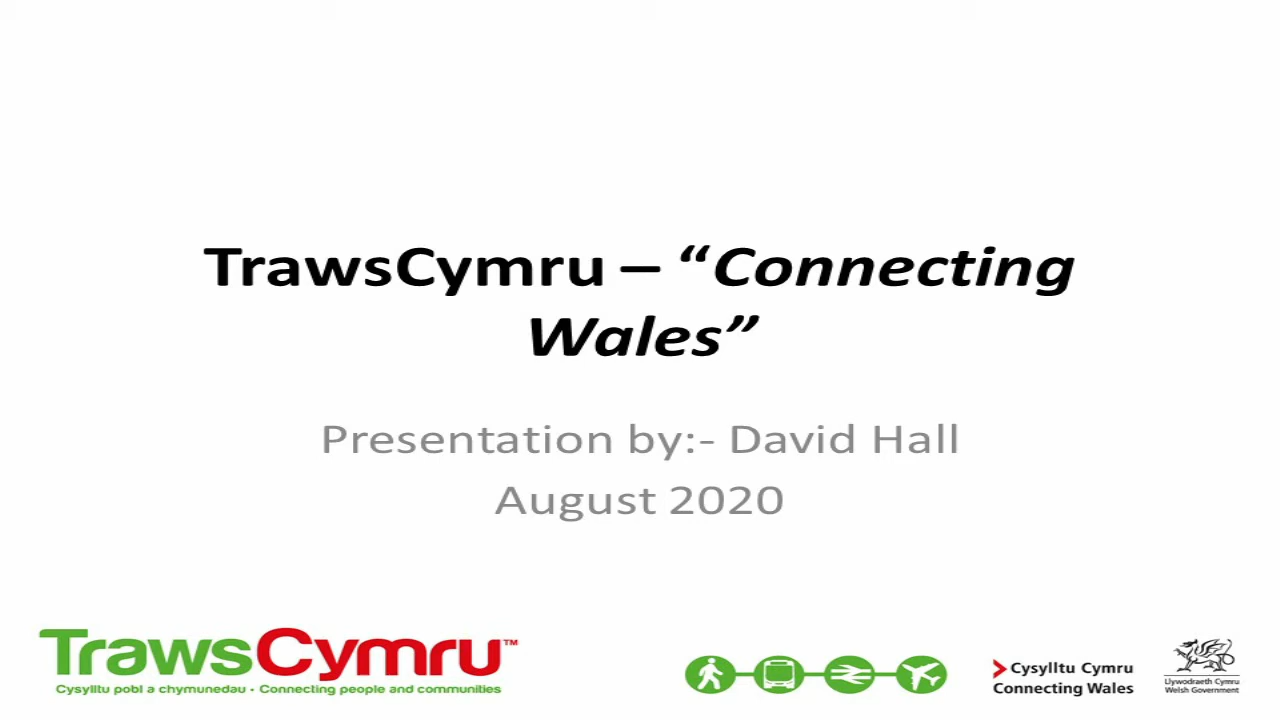 TrawsCymru – “Connecting
Wales”
Presentation by:- David Hall
August 2020
TrawsCymru™
Cysylltu pobl a chymunedau • Connecting people and communities
Cysylltu Cymru
Connecting Wales
Llywodraeth Cymru
Welsh Government